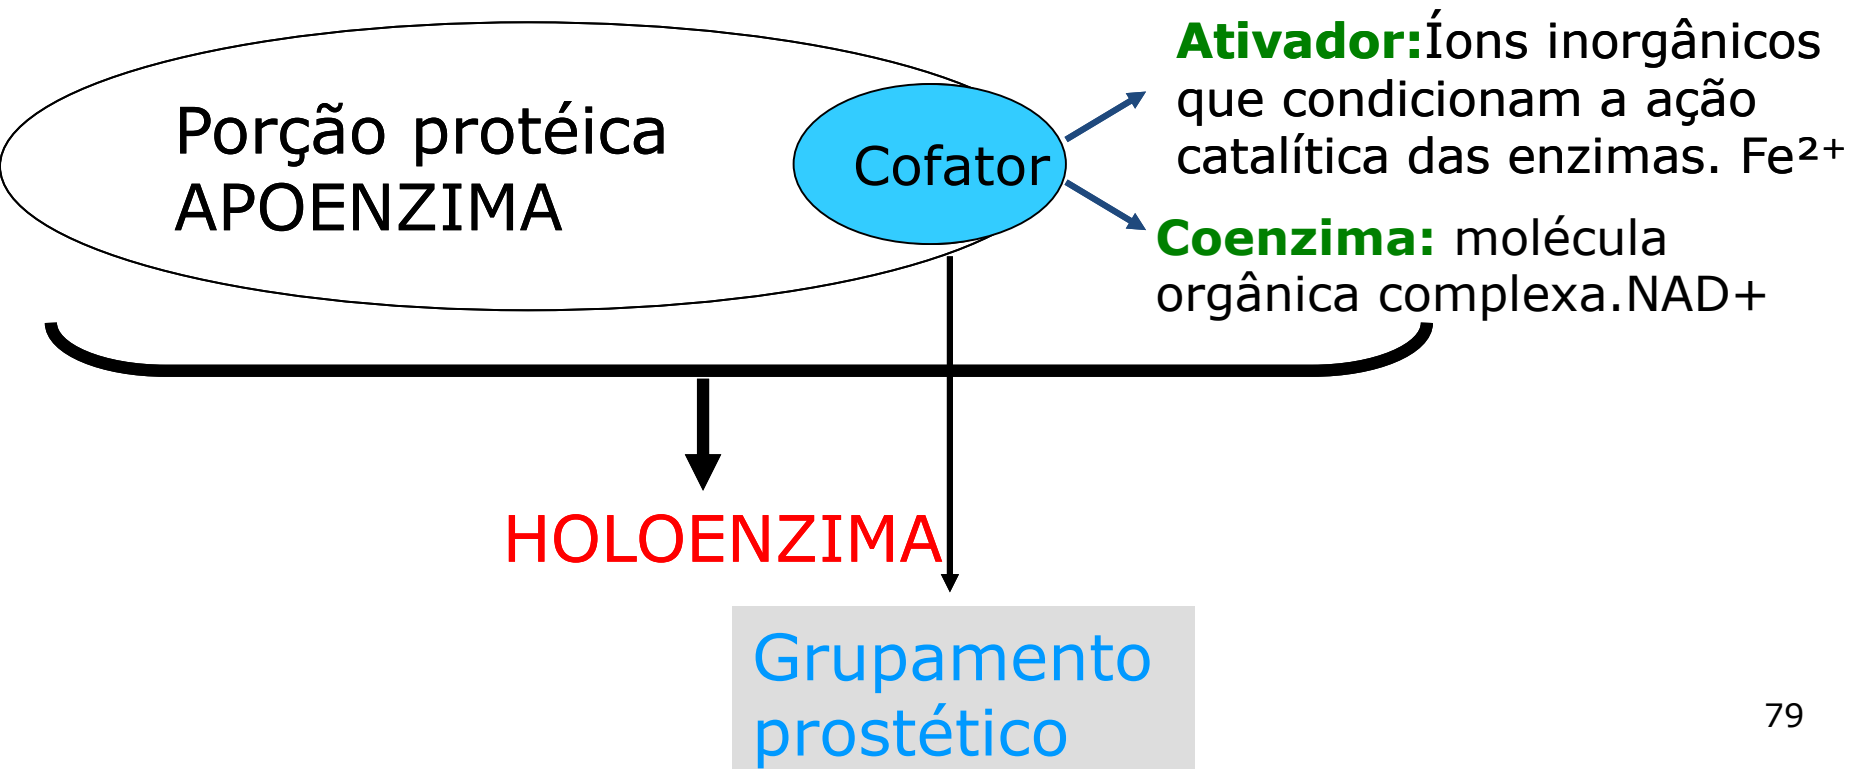 Porção protéica
APOENZIMA
Cofator
Ativador:Íons inorgânicos
que condicionam a ação
catalítica das enzimas. Fe²⁺
Coenzima: molécula
orgânica complexa.NAD+
HOLOENZIMA
Grupamento
prostético
79